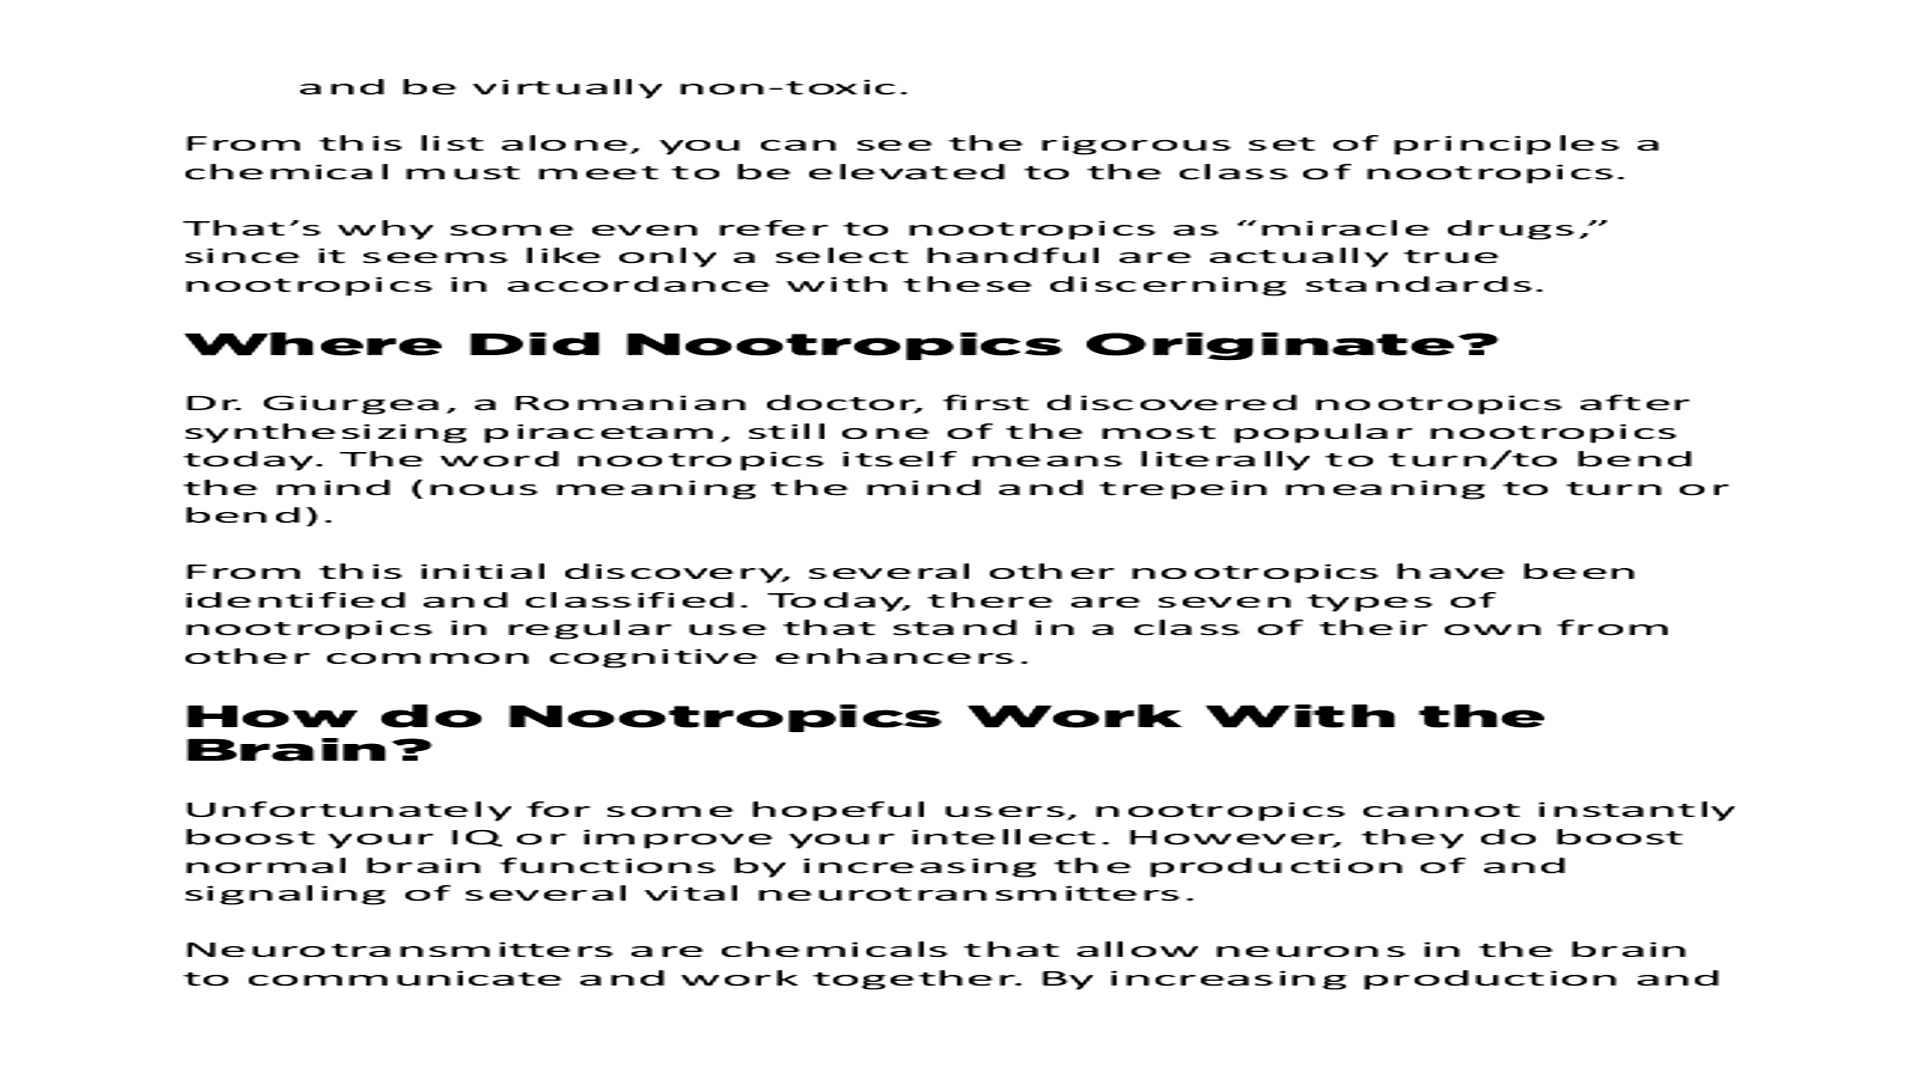 and be virtually non-toxic.
From this list alone, you can see the rigorous set of principles a
chemical must meet to be elevated to the class of nootropics.
That’s why some even refer to nootropics as “miracle drugs,”
since it seems like only a select handful are actually true
nootropics in accordance with these discerning standards.
Where Did Nootropics Originate?
Dr. Giurgea, a Romanian doctor, first discovered nootropics after
synthesizing piracetam, still one of the most popular nootropics
today. The word nootropics itself means literally to turn/to bend
the mind (nous meaning the mind and trepein meaning to turn or
bend).
From this initial discovery, several other nootropics have been
identified and classified. Today, there are seven types of
nootropics in regular use that stand in a class of their own from
other common cognitive enhancers.
How do Nootropics Work With the
Brain?
Unfortunately for some hopeful users, nootropics cannot instantly
boost your IQ or improve your intellect. However, they do boost
normal brain functions by increasing the production of and
signaling of several vital neurotransmitters.
Neurotransmitters are chemicals that allow neurons in the brain
to communicate and work together. By increasing production and